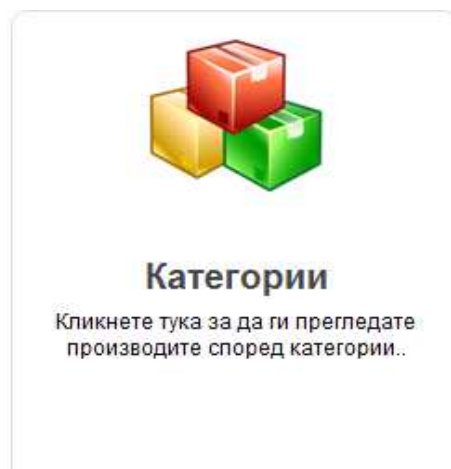 Категории
Кликнете тука за да ги прегледате
производите според категории..